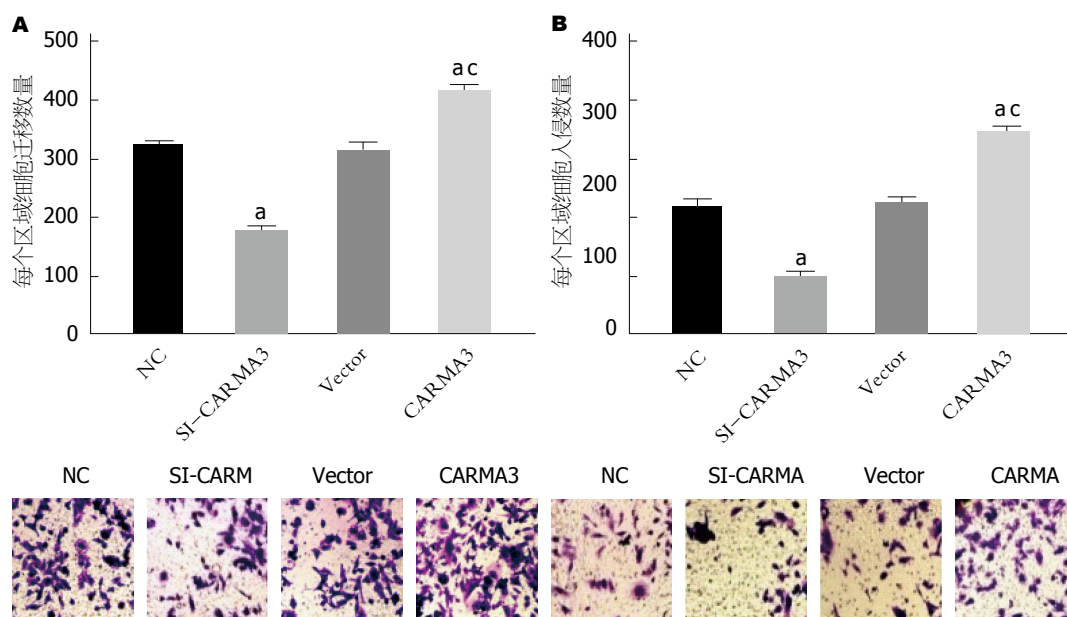 A
每个区域细胞迁移数量
500
400
300
200
100
0
a
a c
NC
SI-CARMA3
Vector
CARMA3
B
每个区域细胞人侵数量
400
300
200
100
0
a
a c
NC
SI-CARMA3
Vector
CARMA3
NC SI-CARM Vector CARMA3 NC SI-CARMA Vector CARMA